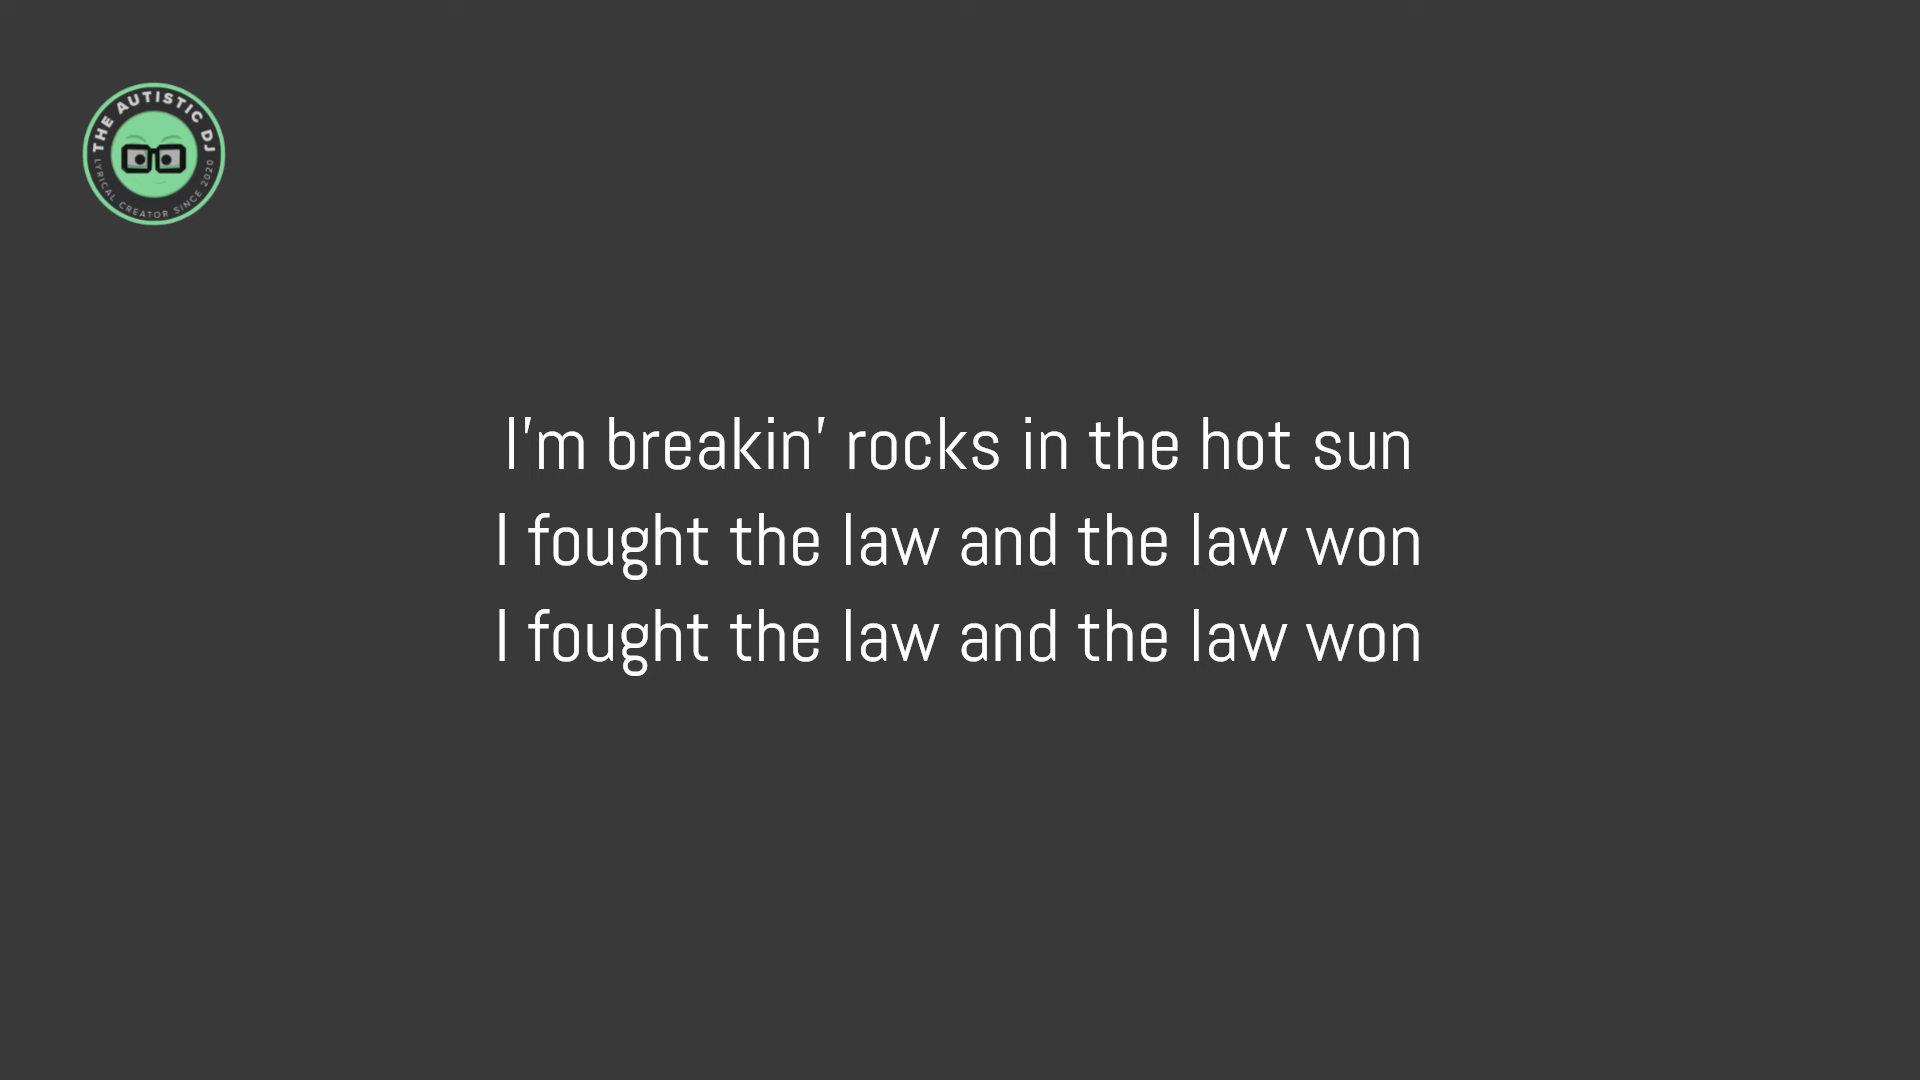 THE AUTISTIC DJ
LYRICAL CREATOR SINCE 2020
I'm breakin' rocks in the hot sun
I fought the law and the law won
I fought the law and the law won